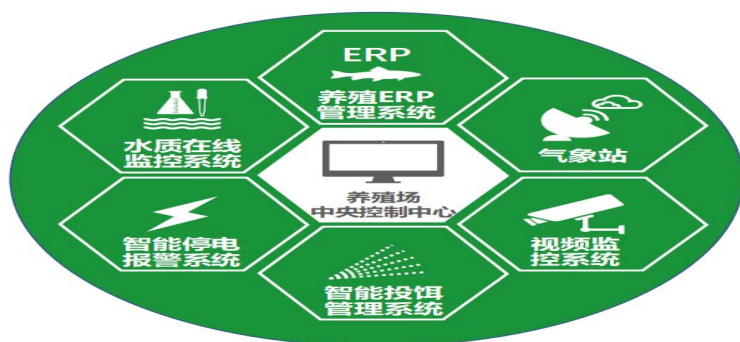 ERP
养殖ERP
管理系统
水质在线
监控系统
气象站
养殖场
中央控制中心
智能停电
报警系统
视频监
控系统
智能投饵
管理系统